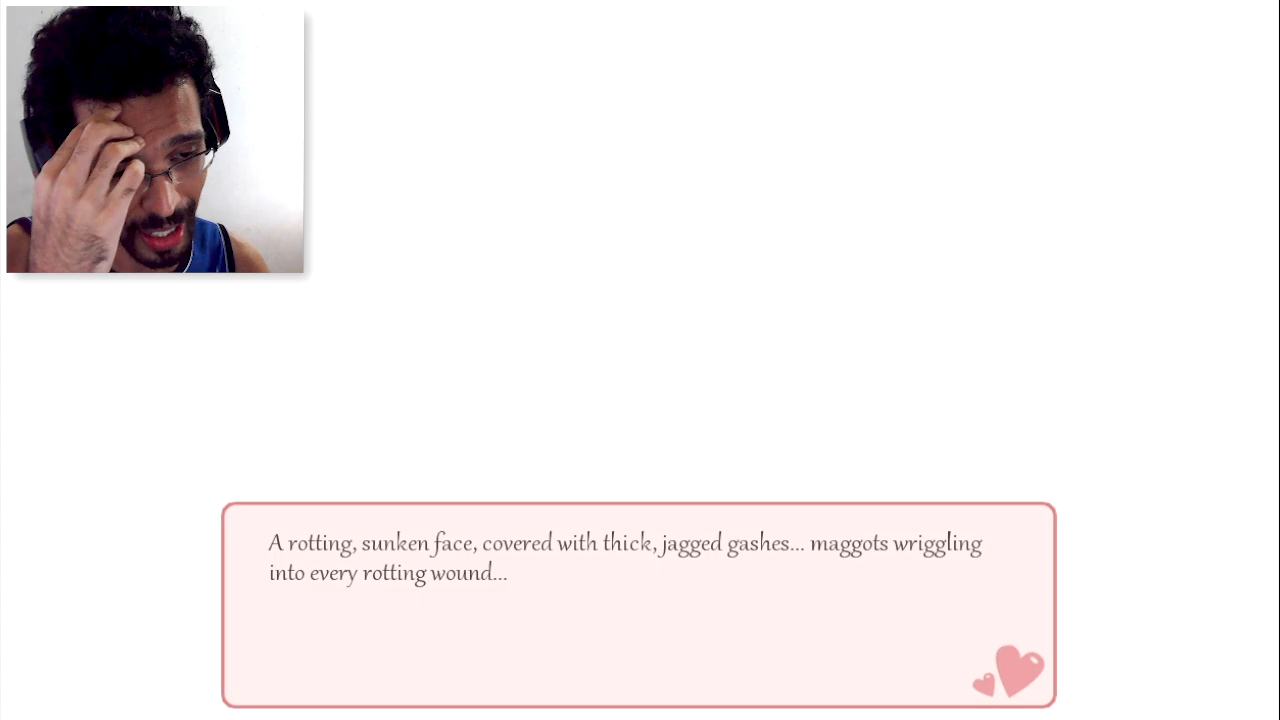 A rotting, sunken face, covered with thick, jagged gashes... maggots wriggling
into every rotting wound...